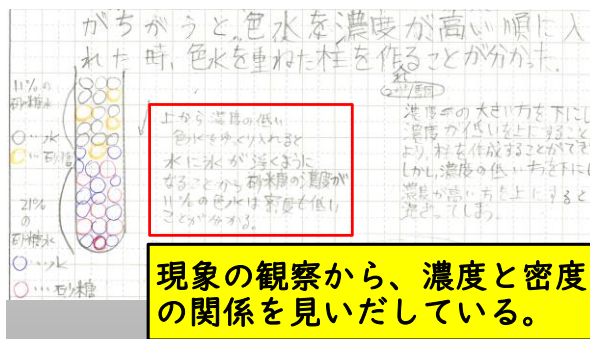 がちがうと、色水を濃度が高い順に入
れた時、色水を重ねた柱を作ることが分かった。
11%の
砂糖水
○…水
○…砂糖
21%
の
砂糖水
○…水
○…砂糖
上から濃度の低い
色水をゆっくり入れると
水に氷が浮くように
なることから砂糖の濃度が
11%の色水は密度も低い
ことが分かる。
濃度の大きい方を下にし
濃度が低いを上にすること
より柱を作成することができ
しかし、濃度の低い方を下にし
濃度が高い方を上にすると
混ざってしまう。
現象の観察から、濃度と密度
の関係を見いだしている。